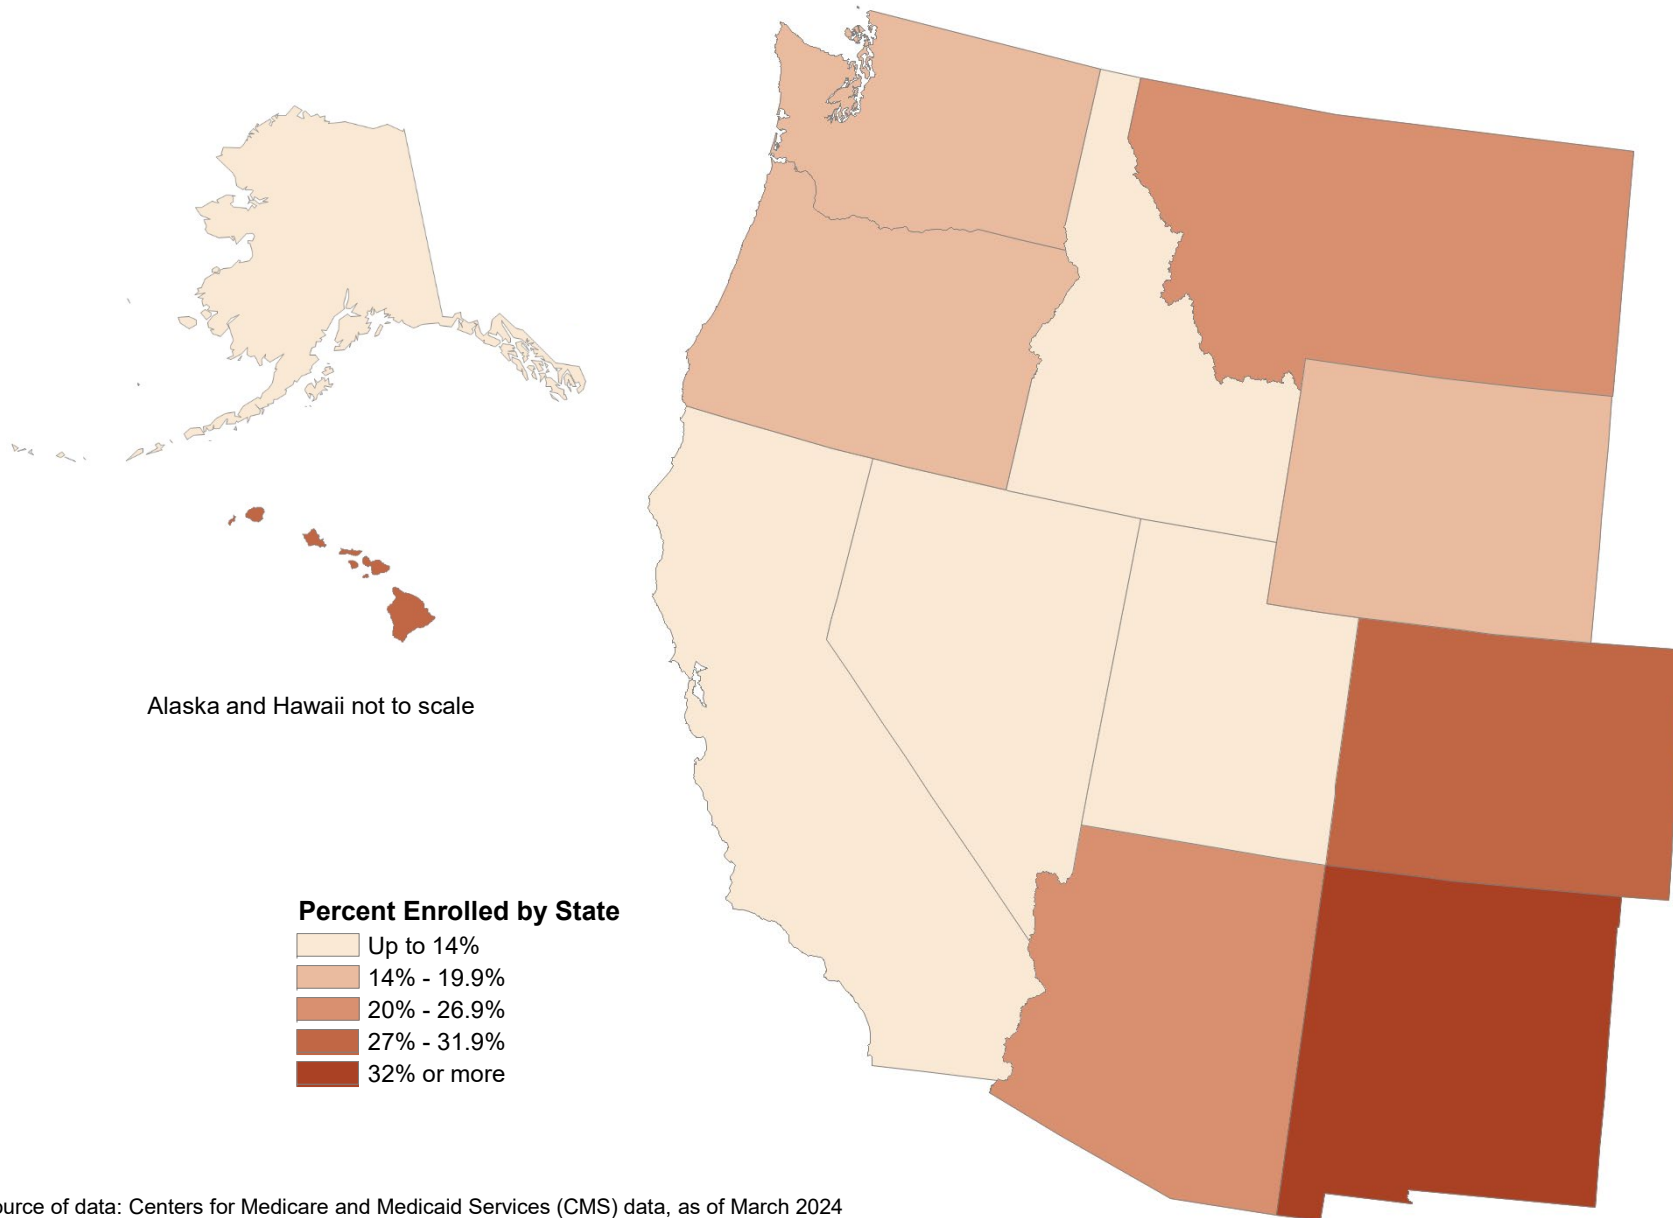 Alaska and Hawaii not to scale
Percent Enrolled by State
Up to 14%
14% - 19.9%
20% - 26.9%
27% - 31.9%
32% or more
ource of data: Centers for Medicare and Medicaid Services (CMS) data, as of March 2024